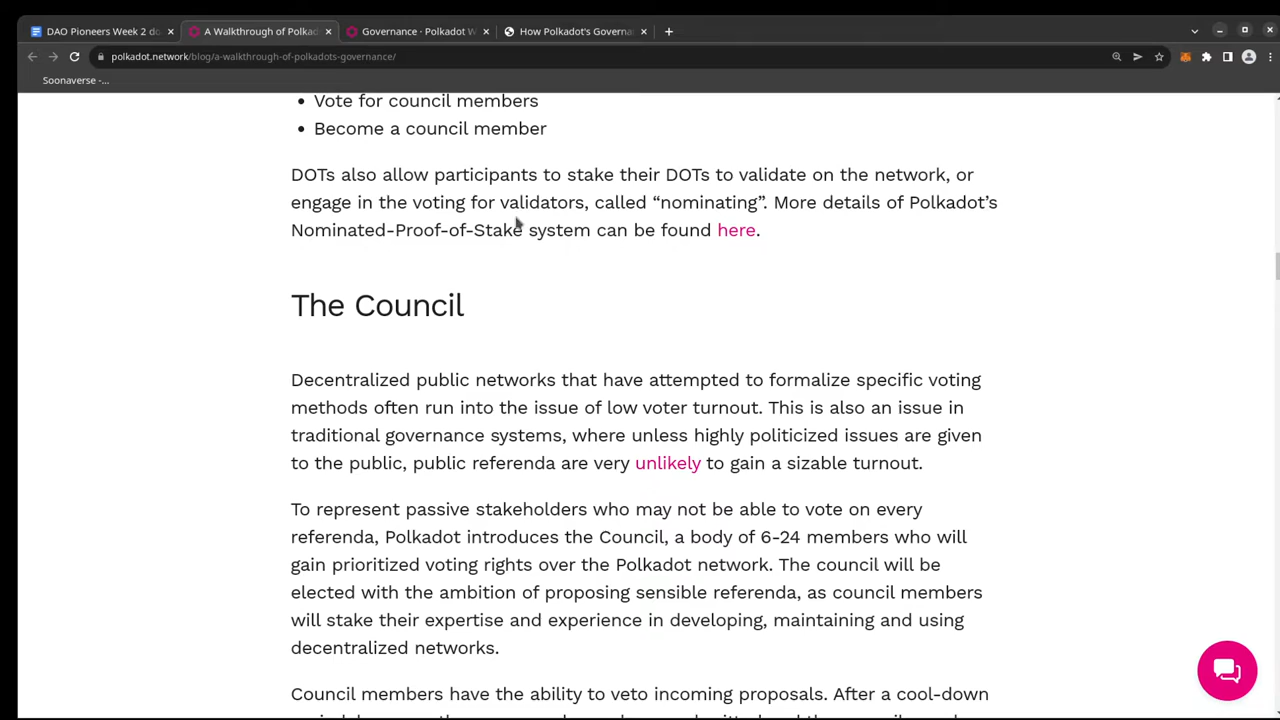 DAO Pioneers Week 2 do
A Walkthrough of Polkad
Governance · Polkadot W
How Polkadot's Governa
polkadot.network/blog/a-walkthrough-of-polkadots-governance/
Soonaverse -...
• Vote for council members
• Become a council member
DOTs also allow participants to stake their DOTs to validate on the network, or
engage in the voting for validators, called “nominating”. More details of Polkadot’s
Nominated-Proof-of-Stake system can be found here.
The Council
Decentralized public networks that have attempted to formalize specific voting
methods often run into the issue of low voter turnout. This is also an issue in
traditional governance systems, where unless highly politicized issues are given
to the public, public referenda are very unlikely to gain a sizable turnout.
To represent passive stakeholders who may not be able to vote on every
referenda, Polkadot introduces the Council, a body of 6-24 members who will
gain prioritized voting rights over the Polkadot network. The council will be
elected with the ambition of proposing sensible referenda, as council members
will stake their expertise and experience in developing, maintaining and using
decentralized networks.
Council members have the ability to veto incoming proposals. After a cool-down